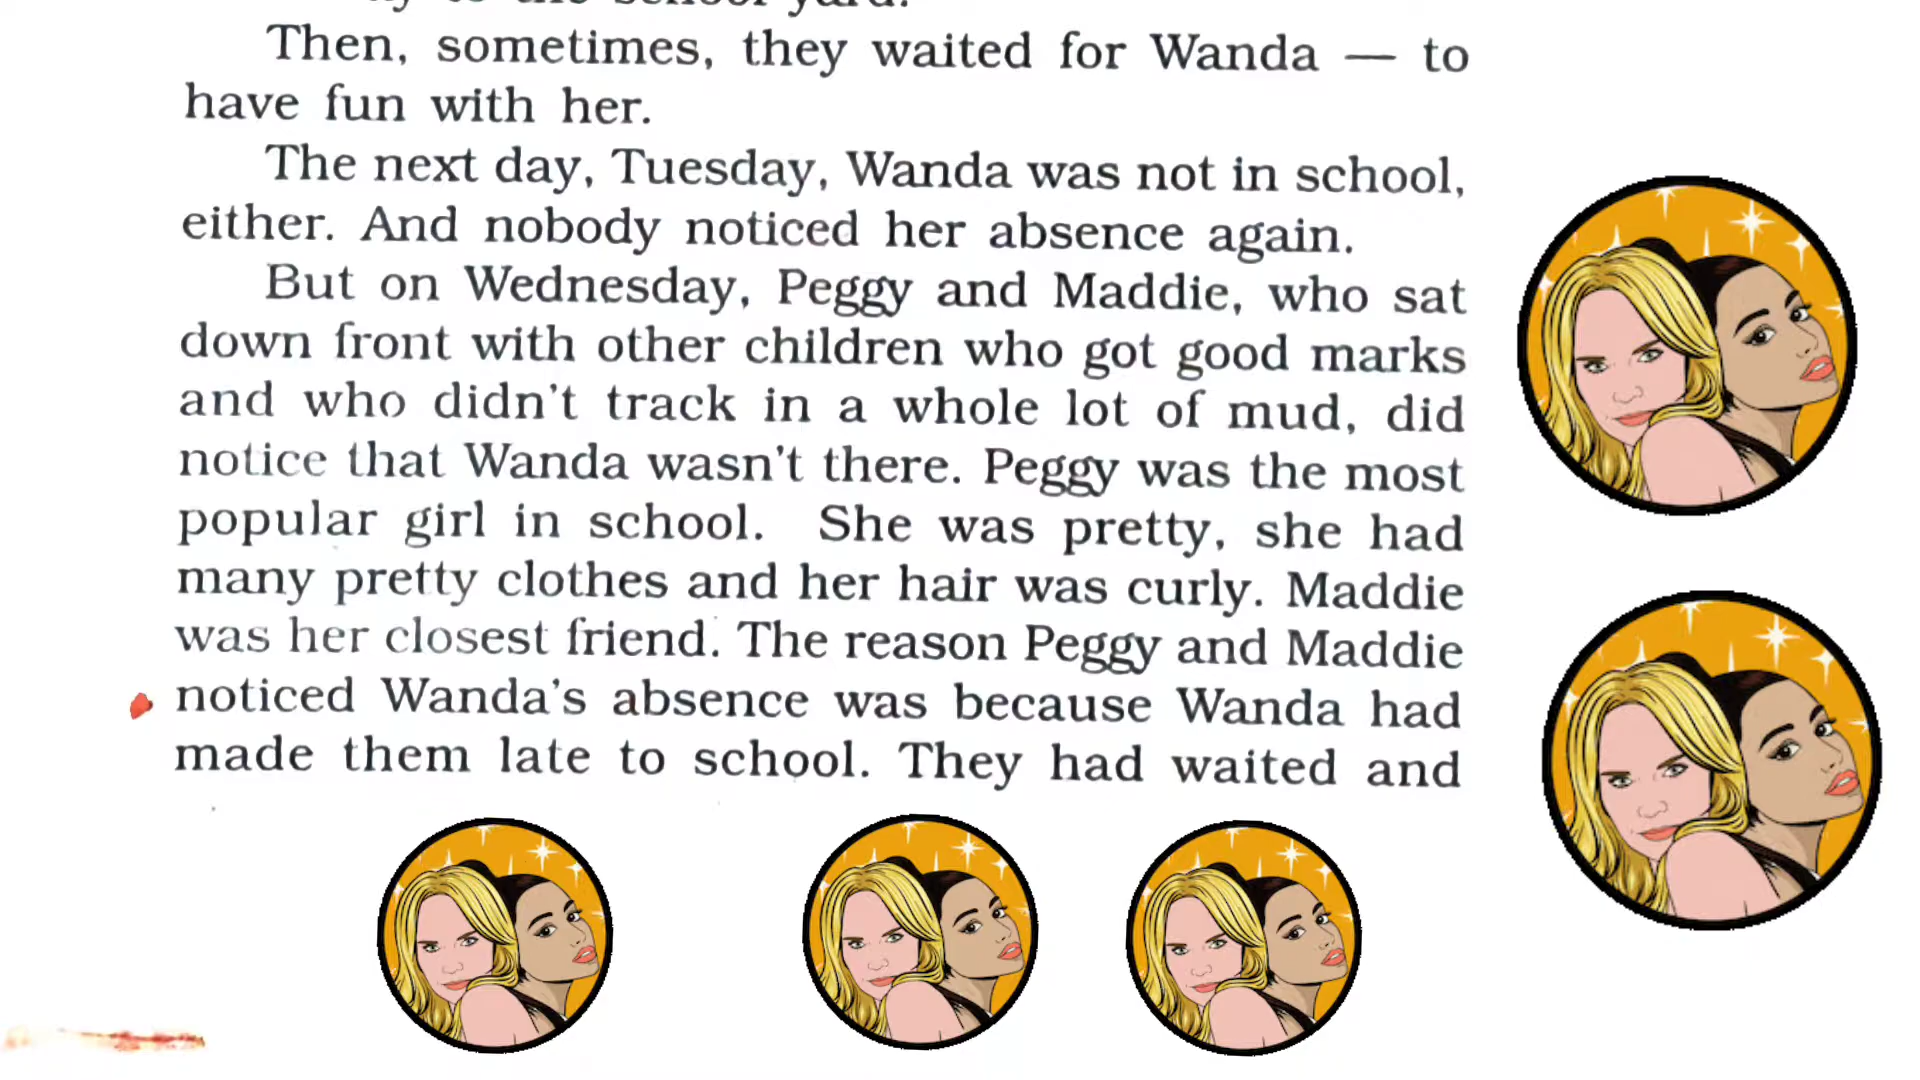 to the school yard.
Then, sometimes, they waited for Wanda — to
have fun with her.
The next day, Tuesday, Wanda was not in school,
either. And nobody noticed her absence again.
But on Wednesday, Peggy and Maddie, who sat
down front with other children who got good marks
and who didn't track in a whole lot of mud, did
notice that Wanda wasn't there. Peggy was the most
popular girl in school. She was pretty, she had
many pretty clothes and her hair was curly. Maddie
was her closest friend. The reason Peggy and Maddie
noticed Wanda's absence was because Wanda had
made them late to school. They had waited and